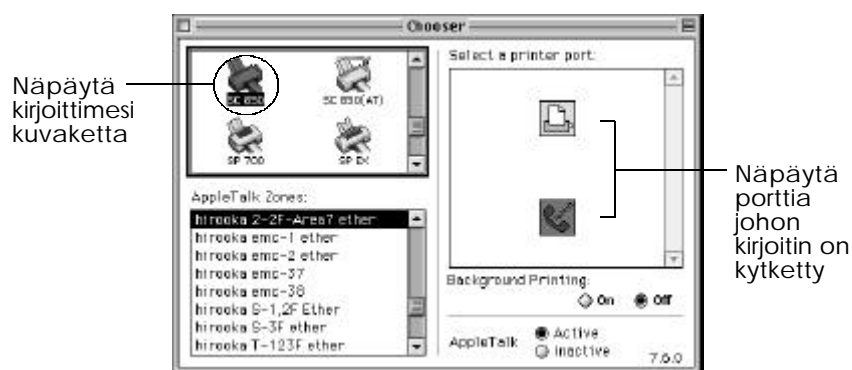 Chooser
Näpäytä
kirjoittimesi
kuvaketta
SC 850
SC 850(AT)
SP 700
SP EX
Select a printer port:
Näpäytä
porttia
johon
kirjoitin on
kytketty
AppleTalk Zones:
hirooka 2-2F-Area7 ether
hirooka emc-1 ether
hirooka emc-2 ether
hirooka emc-37
hirooka emc-38
hirooka S-1,2F Ether
hirooka S-3F ether
hirooka T-123F ether
Background Printing:
On Off
AppleTalk
Active
Inactive
7.6.0